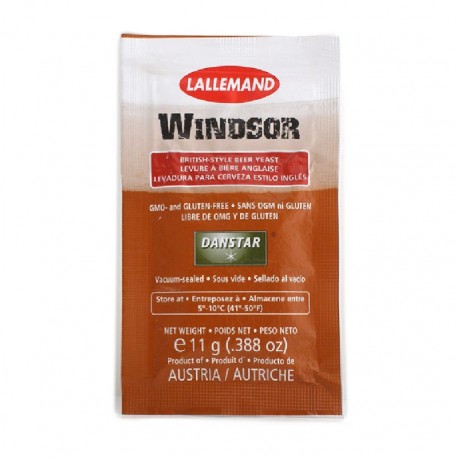 LALLEMAND
WINDSOR
BRITISH-STYLE BEER YEAST
LEVURE À BIÈRE ANGLAISE
LEVADURA PARA CERVEZA ESTILO INGLÉS
GMO- and GLUTEN-FREE • SANS OGM ni GLUTEN
LIBRE DE OMG Y DE GLUTEN
DANSTAR ®
Vacuum-sealed • Sous vide • Sellado al vacio
Store at • Entreposez à • Almacene entre
5°-10°C (41°-50°F)
NET WEIGHT • POIDS NET • PESO NETO
e 11 g (.388 oz)
Product of • Produit d' • Producto de
AUSTRIA / AUTRICHE